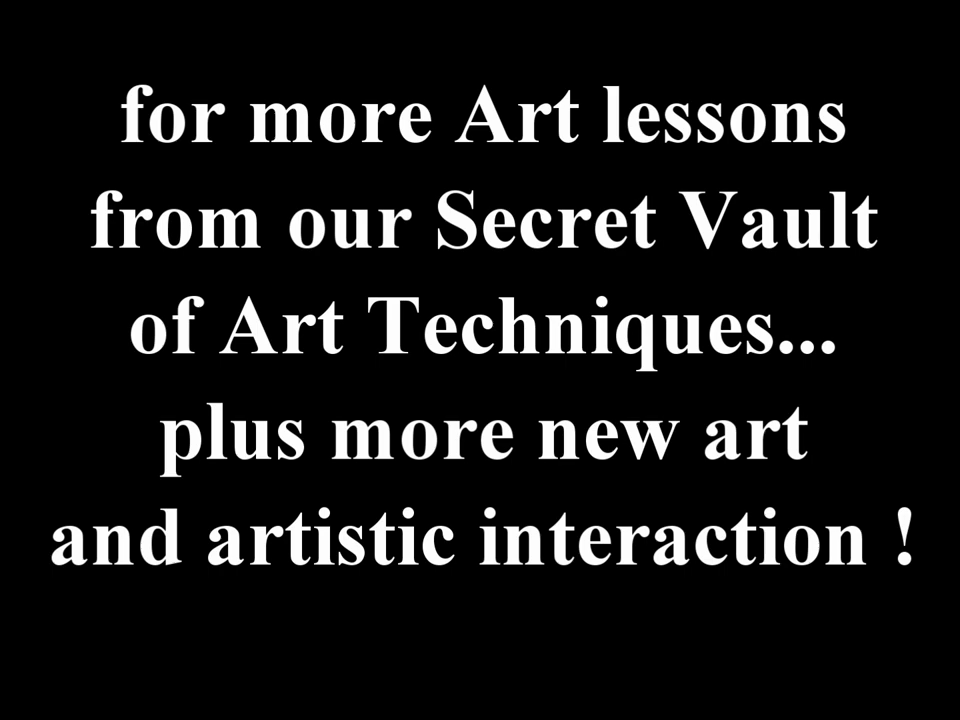 for more Art lessons
from our Secret Vault
of Art Techniques...
plus more new art
and artistic interaction !